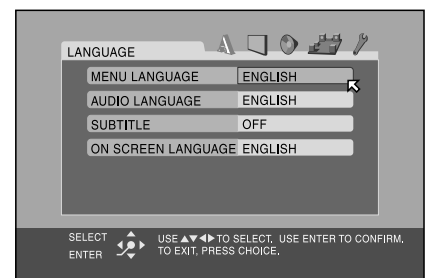 LANGUAGE
MENU LANGUAGE ENGLISH
AUDIO LANGUAGE ENGLISH
SUBTITLE OFF
ON SCREEN LANGUAGE ENGLISH
SELECT
ENTER
USE ▲▼◀▶ TO SELECT. USE ENTER TO CONFIRM.
TO EXIT, PRESS CHOICE.